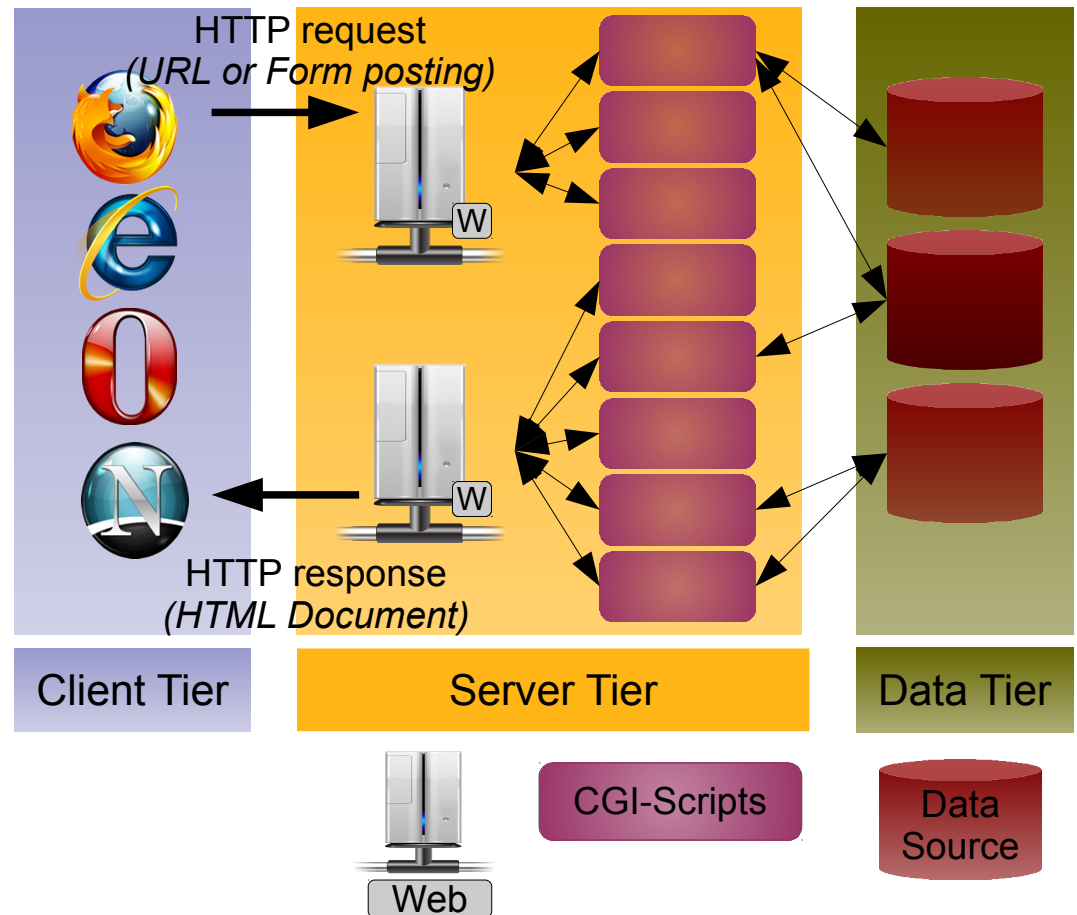 HTTP request
(URL or Form posting)
W
W
N
HTTP response
(HTML Document)
Client Tier
Server Tier
Data Tier
CGI-Scripts
Data
Source
Web